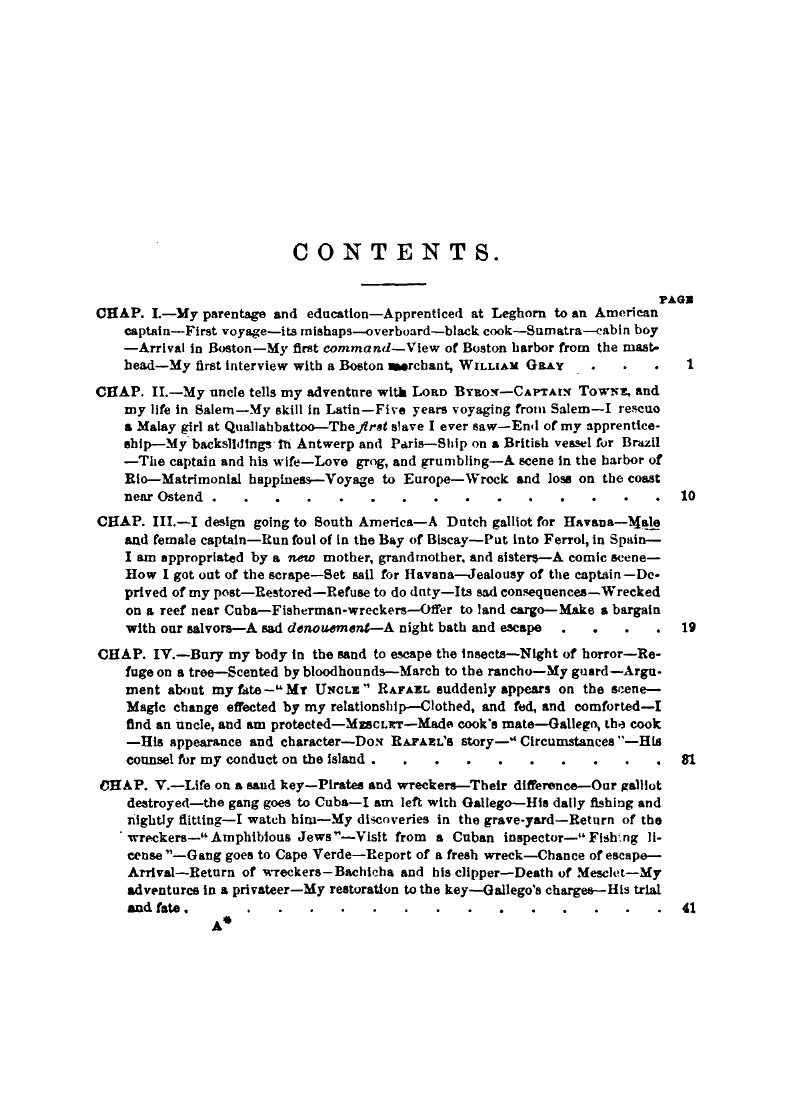 CONTENTS.
PAGE
CHAP. I.—My parentage and education—Apprenticed at Leghorn to an American
captain—First voyage—its mishaps—overboard—black cook—Sumatra—cabin boy
—Arrival in Boston—My first command—View of Boston harbor from the mast-
head—My first interview with a Boston merchant, WILLIAM GRAY . . . 1
CHAP. II.—My uncle tells my adventure with LORD BYRON—CAPTAIN TOWNE, and
my life in Salem—My skill in Latin—Five years voyaging from Salem—I rescue
a Malay girl at Quallahbattoo—The first slave I ever saw—End of my apprentice-
ship—My backslidings in Antwerp and Paris—Ship on a British vessel for Brazil
—The captain and his wife—Love grog, and grumbling—A scene in the harbor of
Rio—Matrimonial happiness—Voyage to Europe—Wreck and loss on the coast
near Ostend . . . . . . . . . . . . . . . 10
CHAP. III.—I design going to South America—A Dutch galliot for Havana—Male
and female captain—Run foul of in the Bay of Biscay—Put into Ferrol, in Spain—
I am appropriated by a new mother, grandmother, and sisters—A comic scene—
How I got out of the scrape—Set sail for Havana—Jealousy of the captain—De-
prived of my post—Restored—Refuse to do duty—Its sad consequences—Wrecked
on a reef near Cuba—Fisherman-wreckers—Offer to land cargo—Make a bargain
with our salvors—A sad denouement—A night bath and escape . . . . 19
CHAP. IV.—Bury my body in the sand to escape the insects—Night of horror—Re-
fuge on a tree—Scented by bloodhounds—March to the rancho—My guard—Argu-
ment about my fate—"MY UNCLE" RAFAEL suddenly appears on the scene—
Magic change effected by my relationship—Clothed, and fed, and comforted—I
find an uncle, and am protected—MESCLET—Made cook's mate—Gallego, the cook
—His appearance and character—DON RAFAEL'S story—"Circumstances"—His
counsel for my conduct on the island . . . . . . . . . . 31
CHAP. V.—Life on a sand key—Pirates and wreckers—Their difference—Our galliot
destroyed—the gang goes to Cuba—I am left with Gallego—His daily fishing and
nightly flitting—I watch him—My discoveries in the grave-yard—Return of the
wreckers—"Amphibious Jews"—Visit from a Cuban inspector—"Fishing li-
cense"—Gang goes to Cape Verde—Report of a fresh wreck—Chance of escape—
Arrival—Return of wreckers—Bachicha and his clipper—Death of Mesclet—My
adventures in a privateer—My restoration to the key—Gallego's charges—His trial
and fate . . . . . . . . . . . . . . . . 41
A*